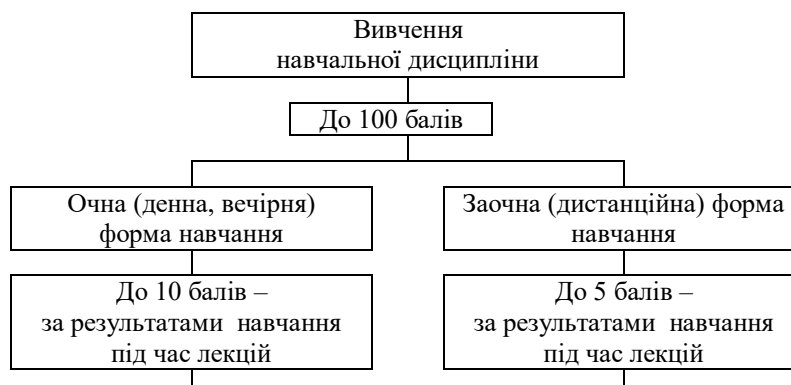 Вивчення
навчальної дисципліни
До 100 балів
Очна (денна, вечірня)
форма навчання
Заочна (дистанційна) форма
навчання
До 10 балів –
за результатами навчання
під час лекцій
До 5 балів –
за результатами навчання
під час лекцій